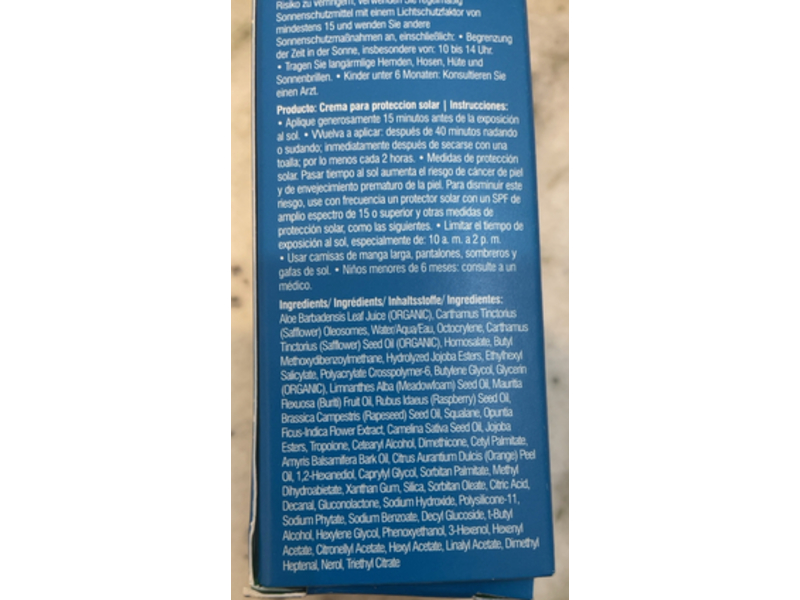 Risiko zu verringern, verwenden Sie regelmäßig
Sonnenschutzmittel mit einem Lichtschutzfaktor von
mindestens 15 und wenden Sie andere
Sonnenschutzmaßnahmen an, einschließlich: • Begrenzung
der Zeit in der Sonne, insbesondere von: 10 bis 14 Uhr.
• Tragen Sie langärmlige Hemden, Hosen, Hüte und
Sonnenbrillen. • Kinder unter 6 Monaten: Konsultieren Sie
einen Arzt.
Producto: Crema para proteccion solar | Instrucciones:
• Aplique generosamente 15 minutos antes de la exposición
al sol. • VVuelva a aplicar: después de 40 minutos nadando
o sudando; inmediatamente después de secarse con una
toalla; por lo menos cada 2 horas. • Medidas de protección
solar. Pasar tiempo al sol aumenta el riesgo de cáncer de piel
y de envejecimiento prematuro de la piel. Para disminuir este
riesgo, use con frecuencia un protector solar con un SPF de
amplio espectro de 15 o superior y otras medidas de
protección solar, como las siguientes. • Limitar el tiempo de
exposición al sol, especialmente de: 10 a. m. a 2 p. m.
• Usar camisas de manga larga, pantalones, sombreros y
gafas de sol. • Niños menores de 6 meses: consulte a un
médico.
Ingredients/ Ingrédients/ Inhaltsstoffe/ Ingredientes:
Aloe Barbadensis Leaf Juice (ORGANIC), Carthamus Tinctorius
(Safflower) Oleosomes, Water/Aqua/Eau, Octocrylene, Carthamus
Tinctorius (Safflower) Seed Oil (ORGANIC), Homosalate, Butyl
Methoxydibenzoylmethane, Hydrolyzed Jojoba Esters, Ethylhexyl
Salicylate, Polyacrylate Crosspolymer-6, Butylene Glycol, Glycerin
(ORGANIC), Limnanthes Alba (Meadowfoam) Seed Oil, Mauritia
Flexuosa (Buriti) Fruit Oil, Rubus Idaeus (Raspberry) Seed Oil,
Brassica Campestris (Rapeseed) Seed Oil, Squalane, Opuntia
Ficus-Indica Flower Extract, Camelina Sativa Seed Oil, Jojoba
Esters, Tropolone, Cetearyl Alcohol, Dimethicone, Cetyl Palmitate,
Amyris Balsamifera Bark Oil, Citrus Aurantium Dulcis (Orange) Peel
Oil, 1,2-Hexanediol, Caprylyl Glycol, Sorbitan Palmitate, Methyl
Dihydroabietate, Xanthan Gum, Silica, Sorbitan Oleate, Citric Acid,
Decanal, Gluconolactone, Sodium Hydroxide, Polysilicone-11,
Sodium Phytate, Sodium Benzoate, Decyl Glucoside, t-Butyl
Alcohol, Hexylene Glycol, Phenoxyethanol, 3-Hexenol, Hexenyl
Acetate, Citronellyl Acetate, Hexyl Acetate, Linalyl Acetate, Dimethyl
Heptenal, Nerol, Triethyl Citrate